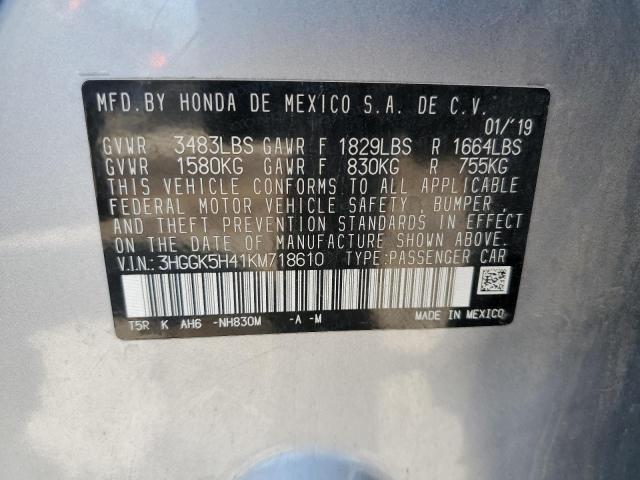 MFD. BY HONDA DE MEXICO S.A. DE C.V.
01/'19
GVWR 3483LBS GAWR F 1829LBS R 1664LBS
GVWR 1580KG GAWR F 830KG R 755KG
THIS VEHICLE CONFORMS TO ALL APPLICABLE
FEDERAL MOTOR VEHICLE SAFETY, BUMPER,
AND THEFT PREVENTION STANDARDS IN EFFECT
ON THE DATE OF MANUFACTURE SHOWN ABOVE.
V.I.N.: 3HGGK5H41KM718610 TYPE: PASSENGER CAR
T5R K AH6 -NH830M -A -M MADE IN MEXICO